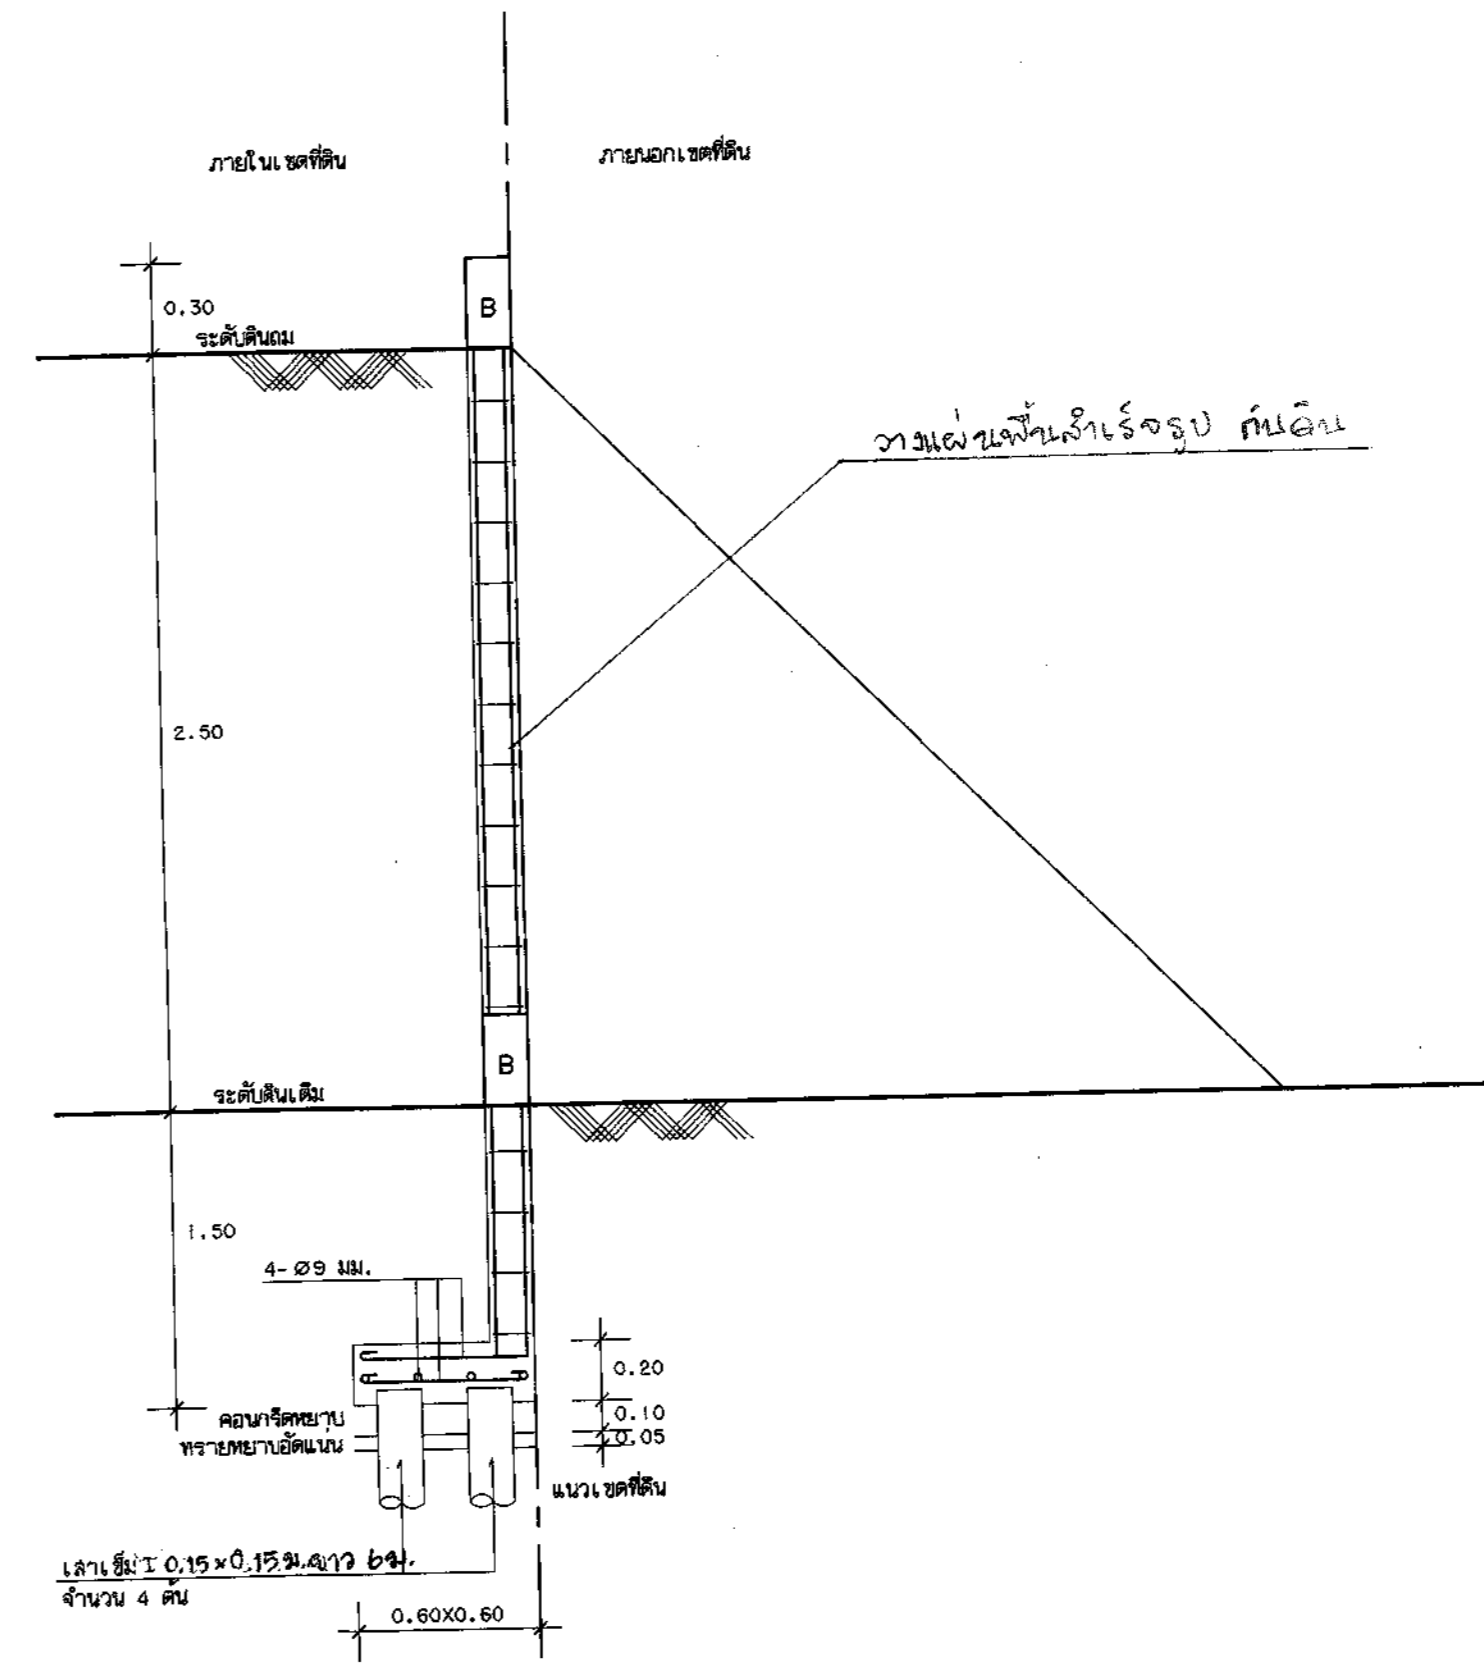 ภายในเขตที่ดิน
ภายนอกเขตที่ดิน
B
0.30
ระดับดินถม
วางแผ่นพื้นสำเร็จรูป กันดิน
2.50
B
ระดับดินเดิม
1.50
4-Ø9 มม.
0.20
0.10
คอนกรีตหยาบ
0.05
ทรายหยาบอัดแน่น
แนวเขตที่ดิน
เสาเข็ม I 0.15×0.15 ม. ยาว 6 ม.
จำนวน 4 ต้น
0.60X0.60